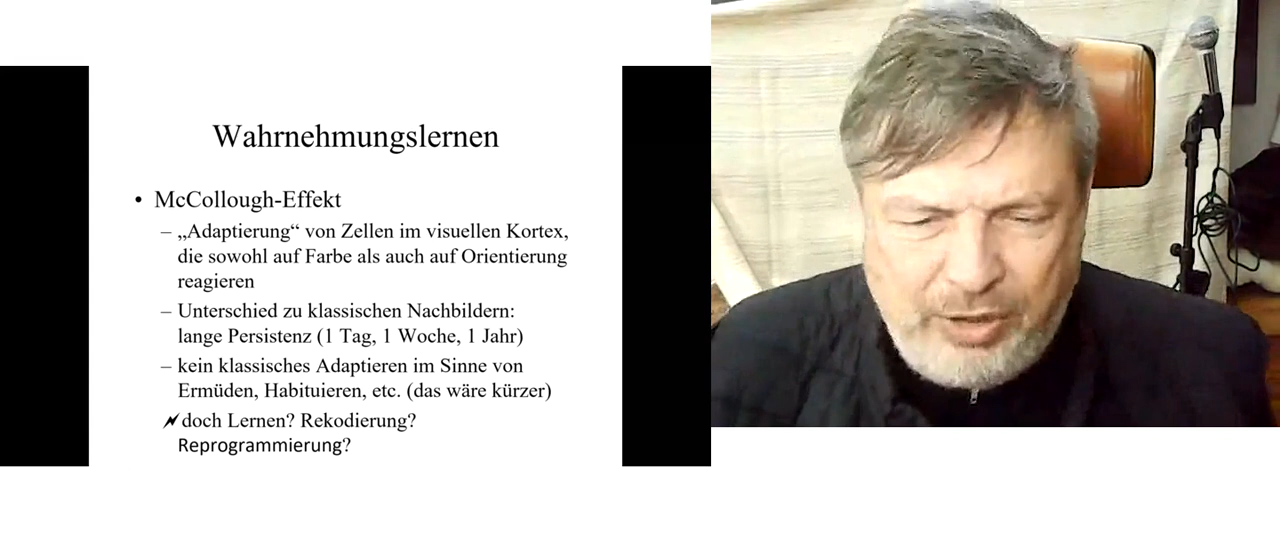 Wahrnehmungslernen
• McCollough-Effekt
– „Adaptierung“ von Zellen im visuellen Kortex,
die sowohl auf Farbe als auch auf Orientierung
reagieren
– Unterschied zu klassischen Nachbildern:
lange Persistenz (1 Tag, 1 Woche, 1 Jahr)
– kein klassisches Adaptieren im Sinne von
Ermüden, Habituieren, etc. (das wäre kürzer)
doch Lernen? Rekodierung?
Reprogrammierung?